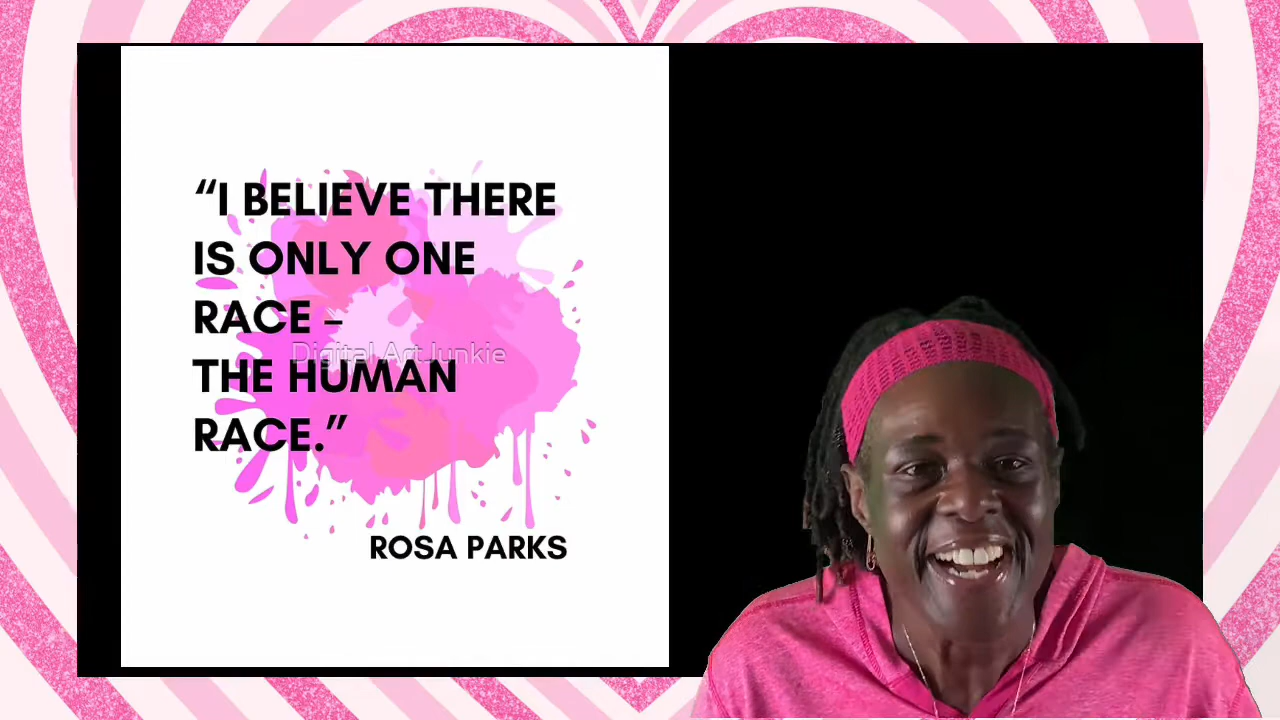 “I BELIEVE THERE
IS ONLY ONE
RACE –
Digital ArtJunkie
THE HUMAN
RACE.”
ROSA PARKS